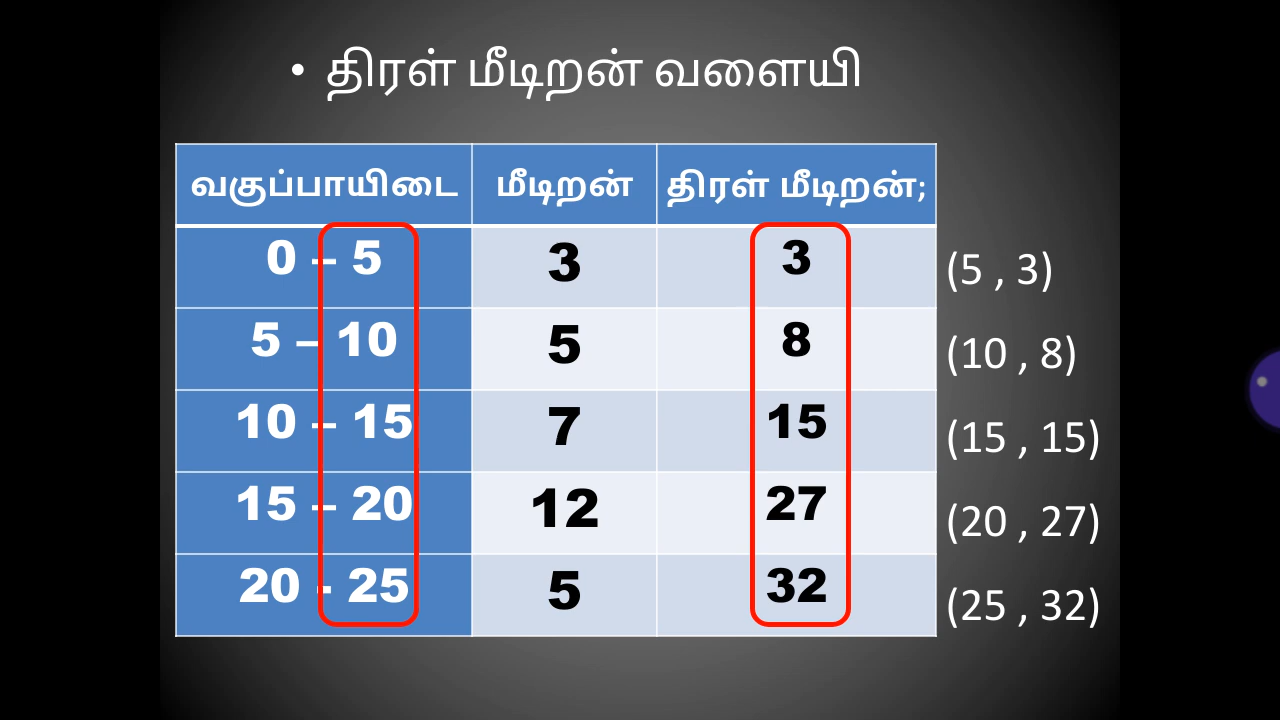 • திரள் மீடிறன் வளையி
வகுப்பாயிடை மீடிறன் திரள் மீடிறன்;
0 – 5 3 3 (5 , 3)
5 – 10 5 8 (10 , 8)
10 – 15 7 15 (15 , 15)
15 – 20 12 27 (20 , 27)
20 - 25 5 32 (25 , 32)